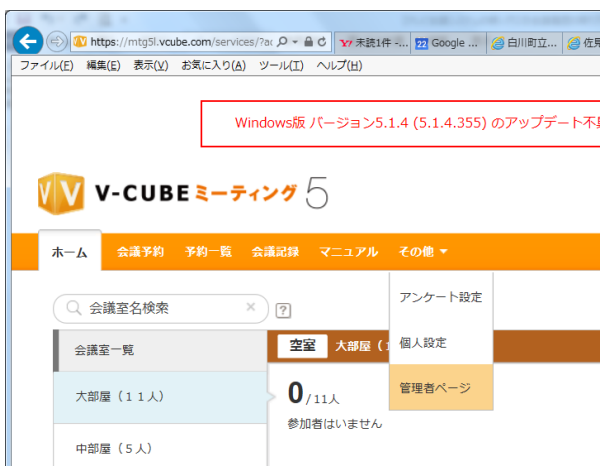 https://mtg5l.vcube.com/services/?ac
未読1件 -...
Google ...
白川町立...
ファイル(F) 編集(E) 表示(V) お気に入り(A) ツール(T) ヘルプ(H)
Windows版 バージョン5.1.4 (5.1.4.355) のアップデート不
V-CUBE ミーティング 5
ホーム 会議予約 予約一覧 会議記録 マニュアル その他
アンケート設定
個人設定
管理者ページ
会議室名検索
?
会議室一覧
空室 大部屋（
大部屋（１１人）
0/11人
参加者はいません
中部屋（５人）